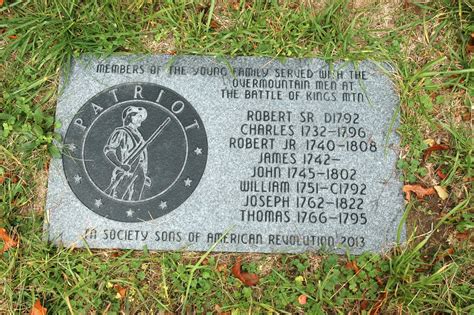 MEMBERS OF THE YOUNG FAMILY SERVED WITH THE
OVERMOUNTAIN MEN AT
THE BATTLE OF KINGS MTN.
PATRIOT
ROBERT SR D1792
CHARLES 1732-1796
ROBERT JR 1740-1808
JAMES 1742-
JOHN 1745-1802
WILLIAM 1751-C1792
JOSEPH 1762-1822
THOMAS 1766-1795
TN SOCIETY SONS OF AMERICAN REVOLUTION 2013